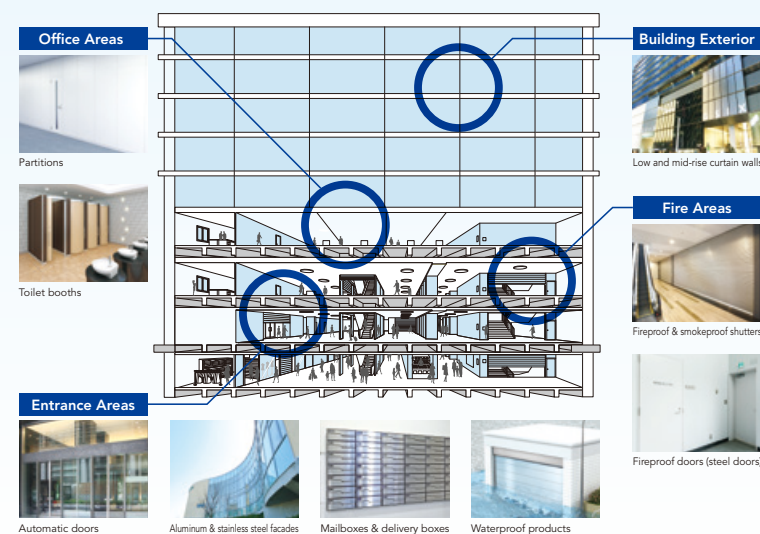 Office Areas
Building Exterior
Partitions
Low and mid-rise curtain walls
Fire Areas
Toilet booths
Fireproof & smokeproof shutters
Entrance Areas
Fireproof doors (steel doors)
Automatic doors
Aluminum & stainless steel facades
Mailboxes & delivery boxes
Waterproof products